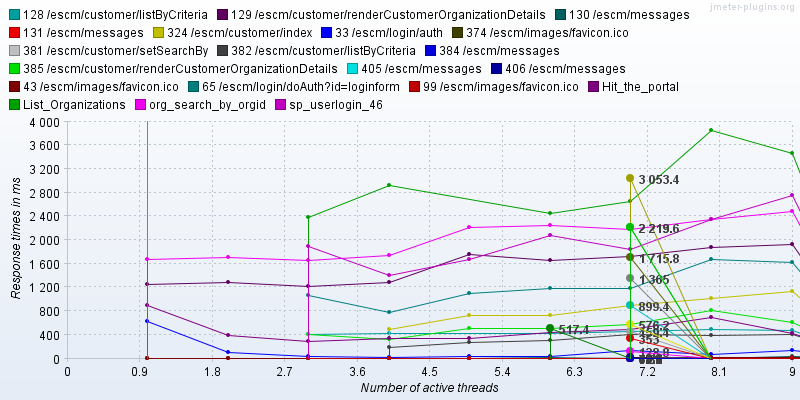 jmeter-plugins.org
128 /escm/customer/listByCriteria 129 /escm/customer/renderCustomerOrganizationDetails 130 /escm/messages
131 /escm/messages 324 /escm/customer/index 33 /escm/login/auth 374 /escm/images/favicon.ico
381 /escm/customer/setSearchBy 382 /escm/customer/listByCriteria 384 /escm/messages
385 /escm/customer/renderCustomerOrganizationDetails 405 /escm/messages 406 /escm/messages
43 /escm/images/favicon.ico 65 /escm/login/doAuth?id=loginform 99 /escm/images/favicon.ico Hit_the_portal
List_Organizations org_search_by_orgid sp_userlogin_46
4 000
3 600
3 200
2 800
2 400
2 000
1 600
1 200
800
400
0
Response times in ms
3 053.4
2 219.6
1 715.8
1 365
899.4
576.2
517.4
353
0 0.9 1.8 2.7 3.6 4.5 5.4 6.3 7.2 8.1 9
Number of active threads